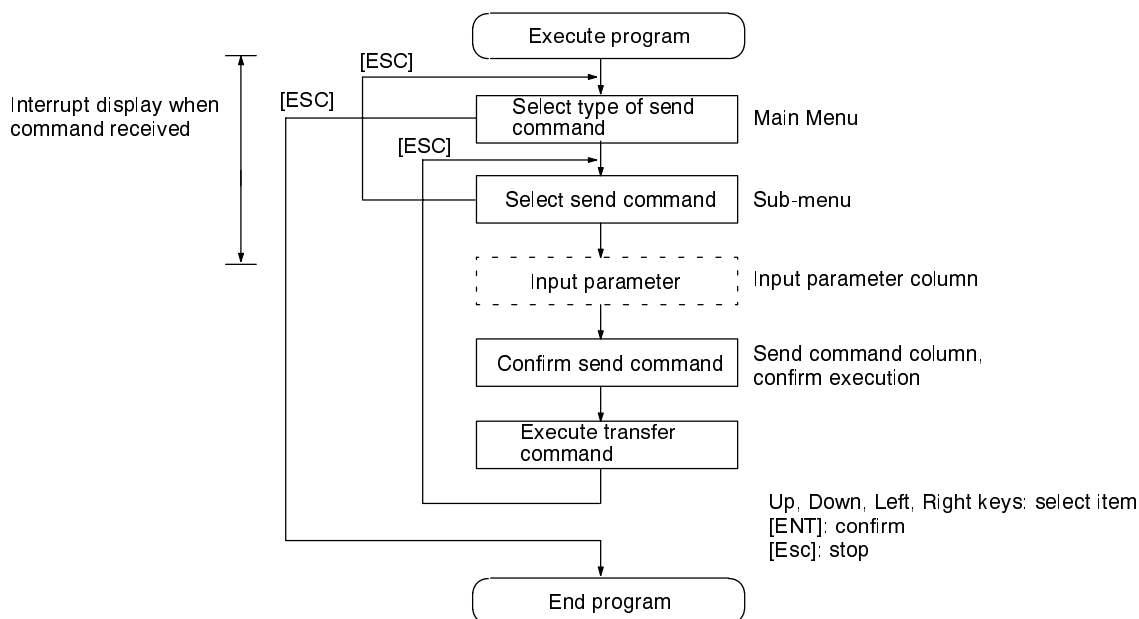 Execute program
[ESC]
Interrupt display when
command received
[ESC]
Select type of send
command
Main Menu
[ESC]
Select send command
Sub-menu
Input parameter
Input parameter column
Confirm send command
Send command column,
confirm execution
Execute transfer
command
Up, Down, Left, Right keys: select item
[ENT]: confirm
[Esc]: stop
End program